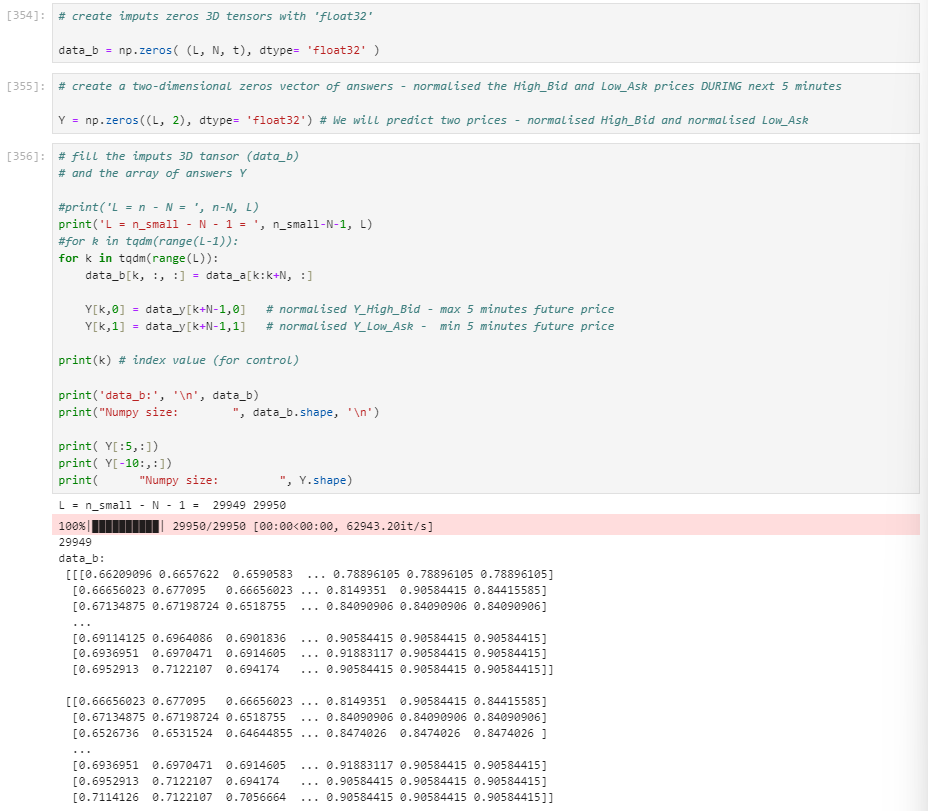 [354]: # create imputs zeros 3D tensors with 'float32'
data_b = np.zeros( (L, N, t), dtype= 'float32' )
[355]: # create a two-dimensional zeros vector of answers - normalised the High_Bid and Low_Ask prices DURING next 5 minutes
Y = np.zeros((L, 2), dtype= 'float32') # We will predict two prices - normalised High_Bid and normalised Low_Ask
[356]: # fill the imputs 3D tansor (data_b)
# and the array of answers Y
#print('L = n - N = ', n-N, L)
print('L = n_small - N - 1 = ', n_small-N-1, L)
#for k in tqdm(range(L-1)):
for k in tqdm(range(L)):
    data_b[k, :, :] = data_a[k:k+N, :]
    Y[k,0] = data_y[k+N-1,0]   # normalised Y_High_Bid - max 5 minutes future price
    Y[k,1] = data_y[k+N-1,1]   # normalised Y_Low_Ask -  min 5 minutes future price
print(k) # index value (for control)
print('data_b:', '\n', data_b)
print("Numpy size:        ", data_b.shape, '\n')
print( Y[:5,:])
print( Y[-10:,:])
print(      "Numpy size:         ", Y.shape)
L = n_small - N - 1 =  29949 29950
100%|██████████| 29950/29950 [00:00<00:00, 62943.20it/s]
29949
data_b:
[[[0.66209096 0.6657622  0.6590583  ... 0.78896105 0.78896105 0.78896105]
[0.66656023 0.677095   0.66656023 ... 0.8149351  0.90584415 0.84415585]
[0.67134875 0.67198724 0.6518755  ... 0.84090906 0.84090906 0.84090906]
...
[0.69114125 0.6964086  0.6901836  ... 0.90584415 0.90584415 0.90584415]
[0.6936951  0.6970471  0.6914605  ... 0.91883117 0.90584415 0.90584415]
[0.6952913  0.7122107  0.694174   ... 0.90584415 0.90584415 0.90584415]]
[[0.66656023 0.677095   0.66656023 ... 0.8149351  0.90584415 0.84415585]
[0.67134875 0.67198724 0.6518755  ... 0.84090906 0.84090906 0.84090906]
[0.6526736  0.6531524  0.64644855 ... 0.8474026  0.8474026  0.8474026 ]
...
[0.6936951  0.6970471  0.6914605  ... 0.91883117 0.90584415 0.90584415]
[0.6952913  0.7122107  0.694174   ... 0.90584415 0.90584415 0.90584415]
[0.7114126  0.7122107  0.7056664  ... 0.90584415 0.90584415 0.90584415]]